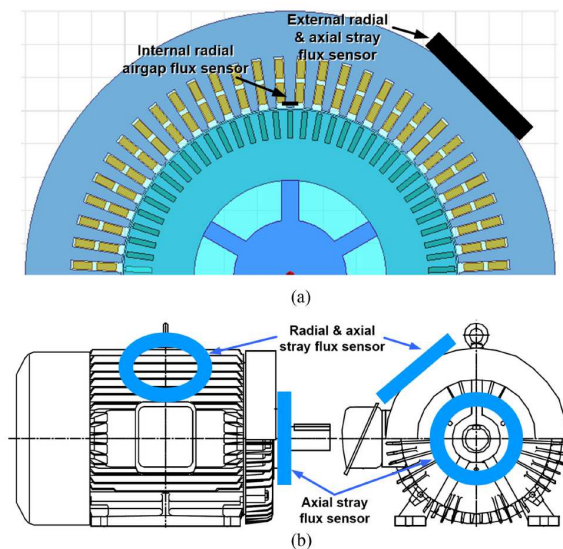 External radial
& axial stray
flux sensor
Internal radial
airgap flux sensor
(a)
Radial & axial
stray flux sensor
Axial stray
flux sensor
(b)